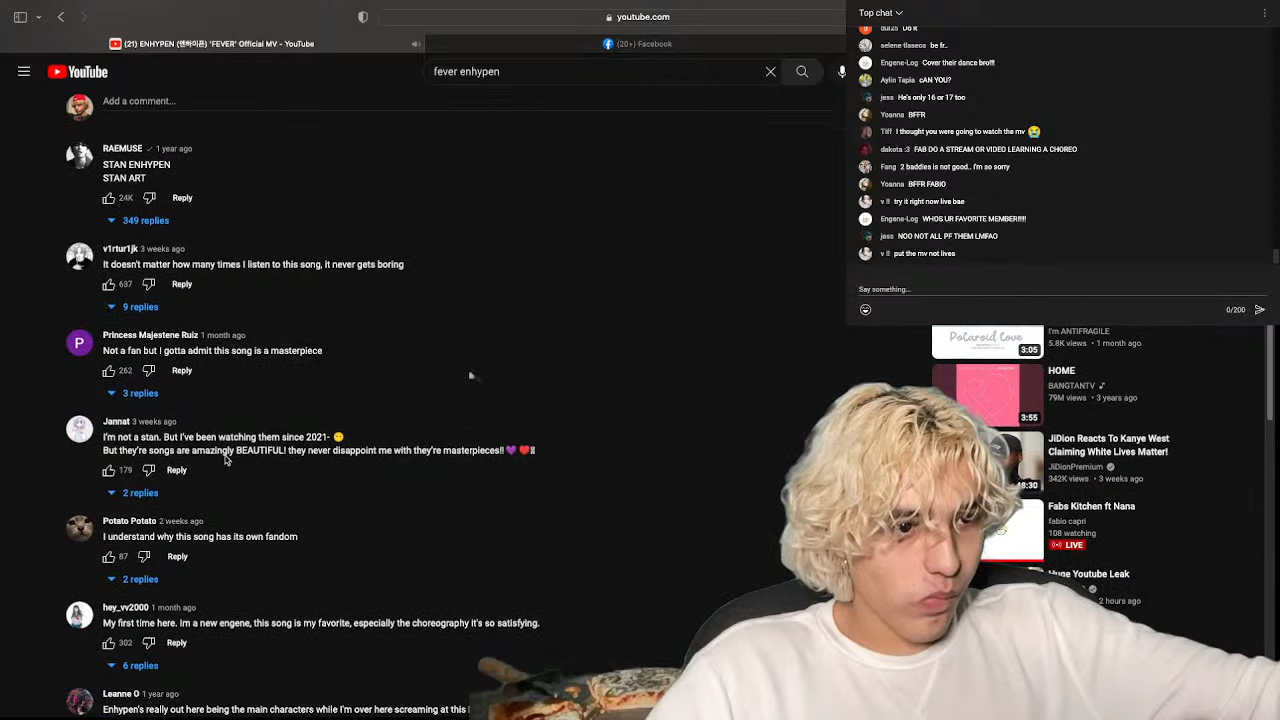 youtube.com
(21) ENHYPEN (엔하이픈) 'FEVER' Official MV - YouTube
(20+) Facebook
YouTube
fever enhypen
Add a comment...
RAEMUSE 1 year ago
STAN ENHYPEN
STAN ART
24K Reply
349 replies
v1rtur1jk 3 weeks ago
It doesn't matter how many times I listen to this song, it never gets boring
637 Reply
9 replies
P
Princess Majestene Ruiz 1 month ago
Not a fan but I gotta admit this song is a masterpiece
262 Reply
3 replies
Jannat 3 weeks ago
I'm not a stan. But I've been watching them since 2021- 😶
But they're songs are amazingly BEAUTIFUL! they never disappoint me with they're masterpieces!! 💜 ❤️‼
179 Reply
2 replies
Potato Potato 2 weeks ago
I understand why this song has its own fandom
87 Reply
2 replies
hey_vv2000 1 month ago
My first time here. Im a new engene, this song is my favorite, especially the choreography it's so satisfying.
302 Reply
6 replies
Leanne O 1 year ago
Enhypen's really out here being the main characters while I'm over here screaming at this
Top chat
Do it
selene tlaseca be fr..
Engene-Log Cover their dance bro!!!
Aylin Tapia cAN YOU?
jess He's only 16 or 17 too
Yoanna BFFR
Tiff I thought you were going to watch the mv 😭
dakota :3 FAB DO A STREAM OR VIDEO LEARNING A CHOREO
Fang 2 baddies is not good.. i'm so sorry
Yoanna BFFR FABIO
v !! try it right now live bae
Engene-Log WHOS UR FAVORITE MEMBER!!!!!
jess NOO NOT ALL PF THEM LMFAO
v !! put the mv not lives
Say something...
0/200
Polaroid Love
3:05
I'm ANTIFRAGILE
5.8K views • 1 month ago
3:55
HOME
BANGTANTV
79M views • 3 years ago
48:30
JiDion Reacts To Kanye West
Claiming White Lives Matter!
JiDionPremium
342K views • 3 weeks ago
Fabs Kitchen ft Nana
fabio capri
108 watching
LIVE
Huge Youtube Leak
2 hours ago